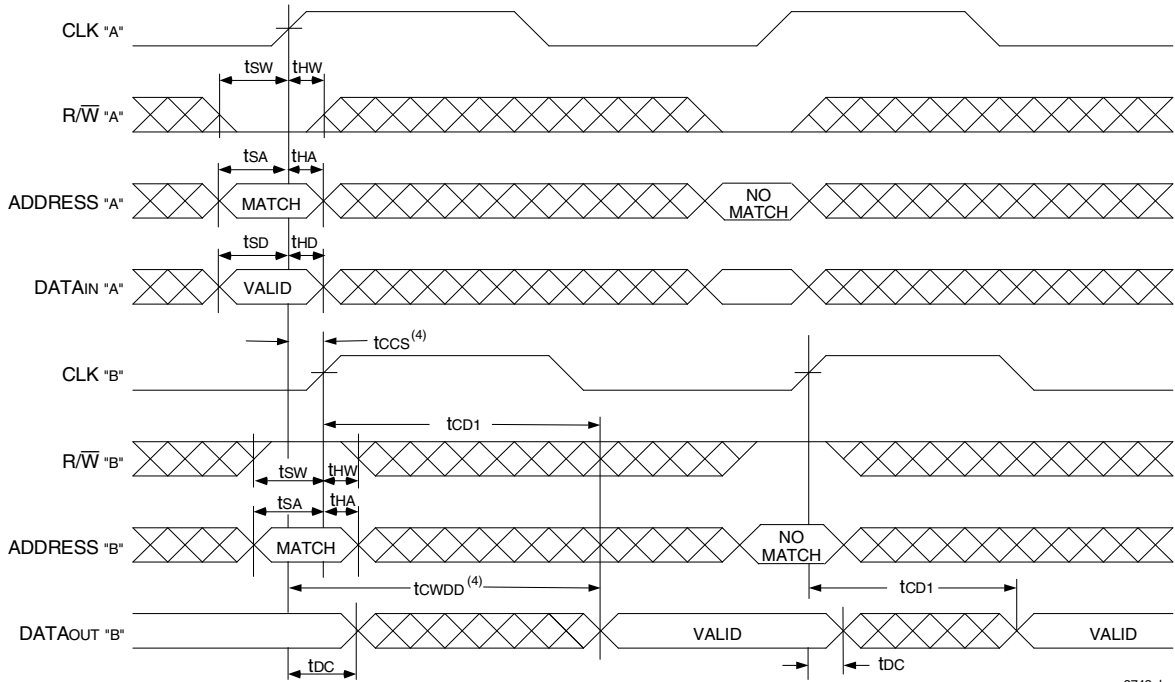 CLK "A"
tSW tHW
R/W̅ "A"
tSA tHA
ADDRESS "A" MATCH NO MATCH
tSD tHD
DATAIN "A" VALID
tCCS(4)
CLK "B"
tCD1
R/W̅ "B"
tSW tHW
tSA tHA
ADDRESS "B" MATCH NO MATCH
tCWDD(4) tCD1
DATAOUT "B" VALID VALID
tDC tDC